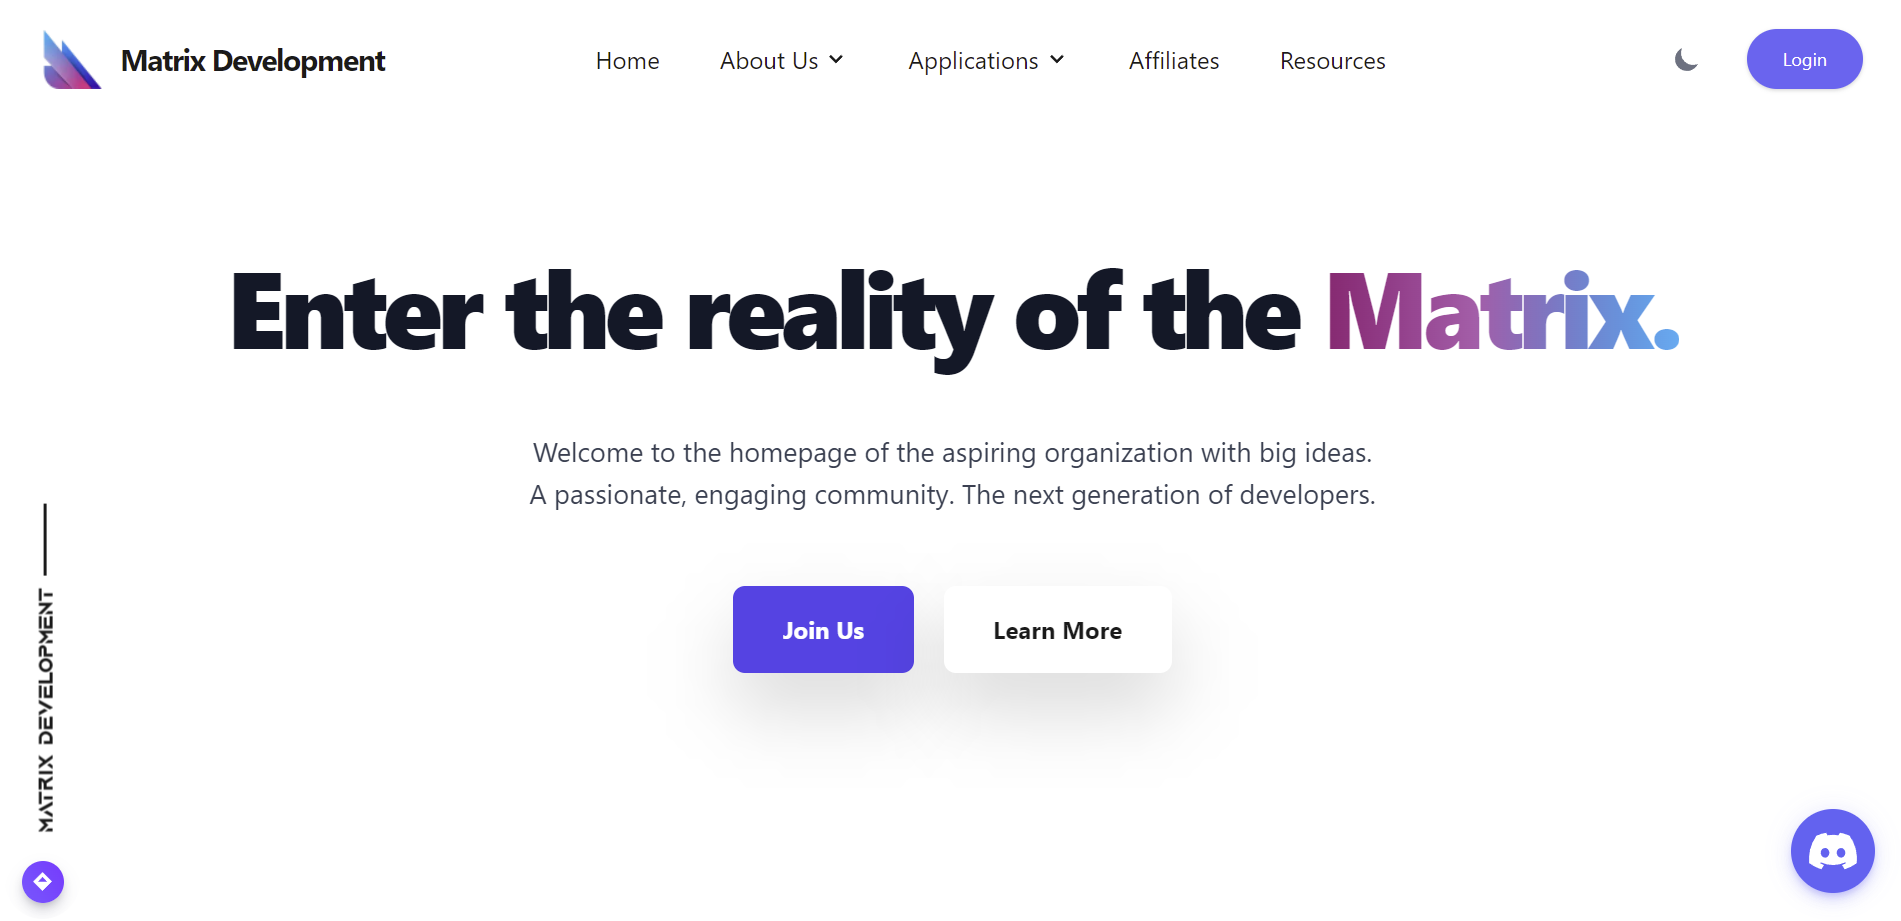 Matrix Development
Home
About Us
Applications
Affiliates
Resources
Login
Enter the reality of the Matrix.
Welcome to the homepage of the aspiring organization with big ideas.
A passionate, engaging community. The next generation of developers.
Join Us
Learn More
MATRIX DEVELOPMENT